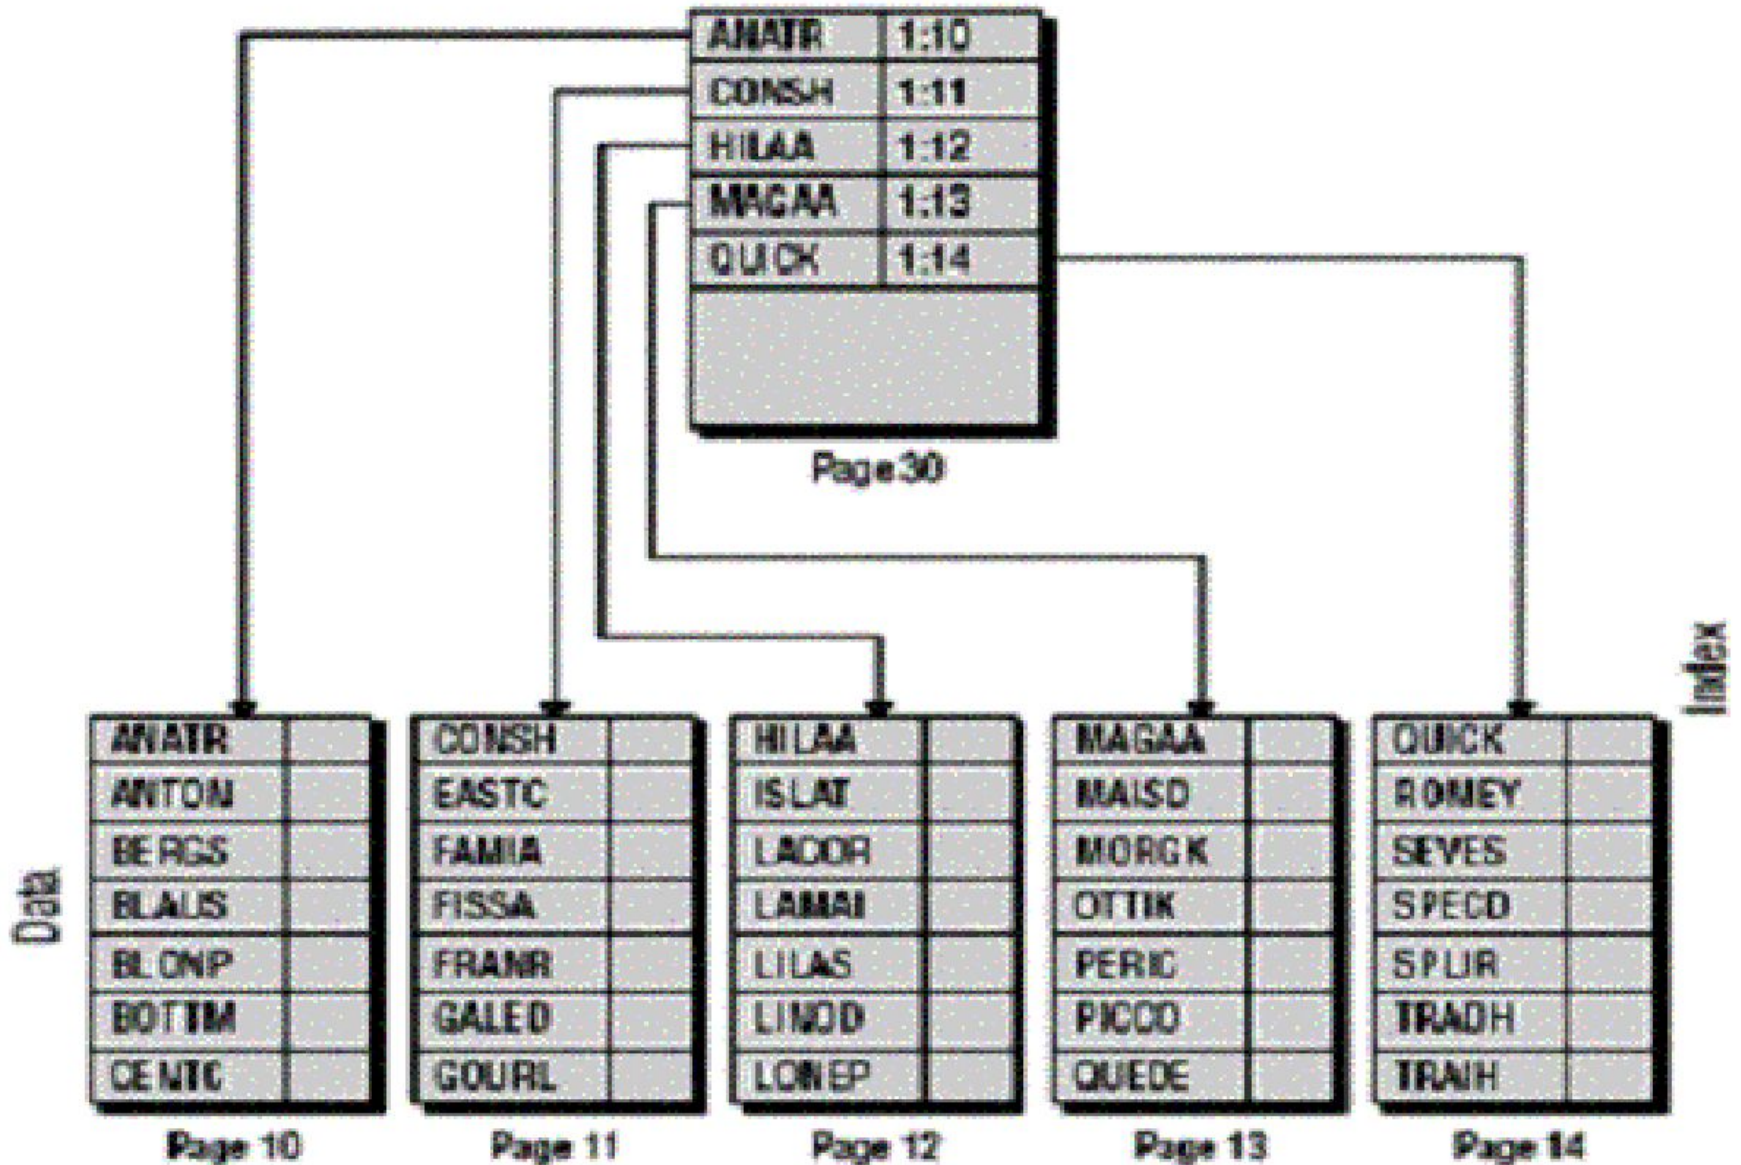 ANATR 1:10
CONSH 1:11
HILAA 1:12
MAGAA 1:13
QUICK 1:14
Page 30
Index
Data
ANATR
ANTON
BERGS
BLAUS
BLONP
BOTTM
CENTC
Page 10
CONSH
EASTC
FAMIA
FISSA
FRANR
GALED
GOURL
Page 11
HILAA
ISLAT
LACOR
LAMAI
LILAS
LINOD
LONEP
Page 12
MAGAA
MAISD
MORGK
OTTIK
PERIC
PICCO
QUEDE
Page 13
QUICK
ROMEY
SEVES
SPECD
SPLIR
TRADH
TRAIH
Page 14